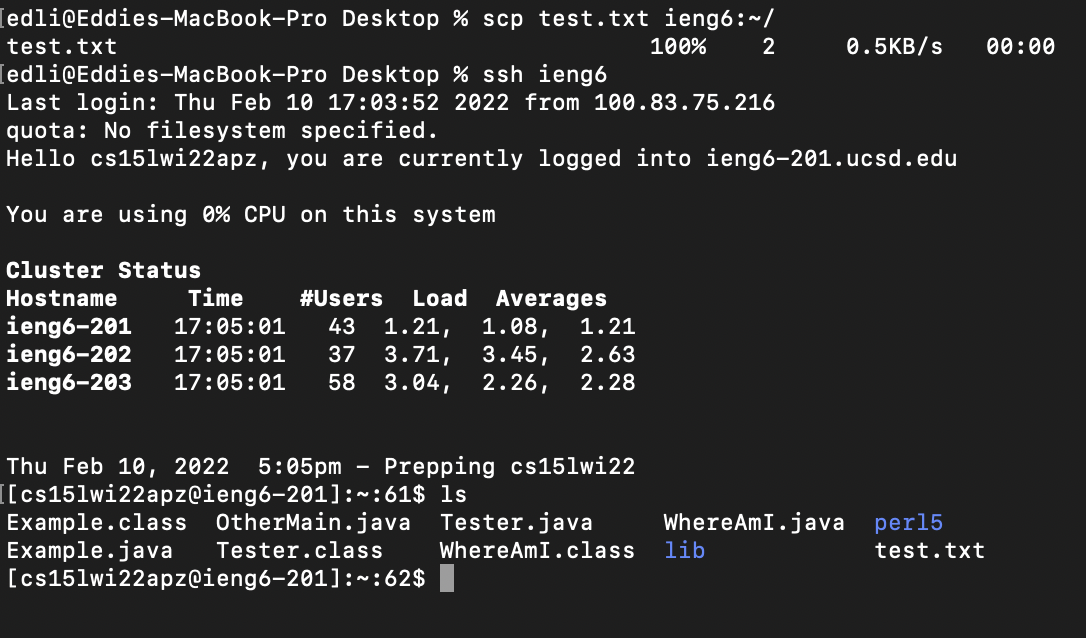 [edli@Eddies-MacBook-Pro Desktop % scp test.txt ieng6:~/
test.txt                                      100%    2     0.5KB/s   00:00
[edli@Eddies-MacBook-Pro Desktop % ssh ieng6
Last login: Thu Feb 10 17:03:52 2022 from 100.83.75.216
quota: No filesystem specified.
Hello cs15lwi22apz, you are currently logged into ieng6-201.ucsd.edu

You are using 0% CPU on this system

Cluster Status
Hostname     Time    #Users  Load  Averages
ieng6-201   17:05:01   43  1.21,  1.08,  1.21
ieng6-202   17:05:01   37  3.71,  3.45,  2.63
ieng6-203   17:05:01   58  3.04,  2.26,  2.28

Thu Feb 10, 2022  5:05pm - Prepping cs15lwi22
[[cs15lwi22apz@ieng6-201]:~:61$ ls
Example.class  OtherMain.java  Tester.java     WhereAmI.java  perl5
Example.java   Tester.class    WhereAmI.class  lib            test.txt
[cs15lwi22apz@ieng6-201]:~:62$